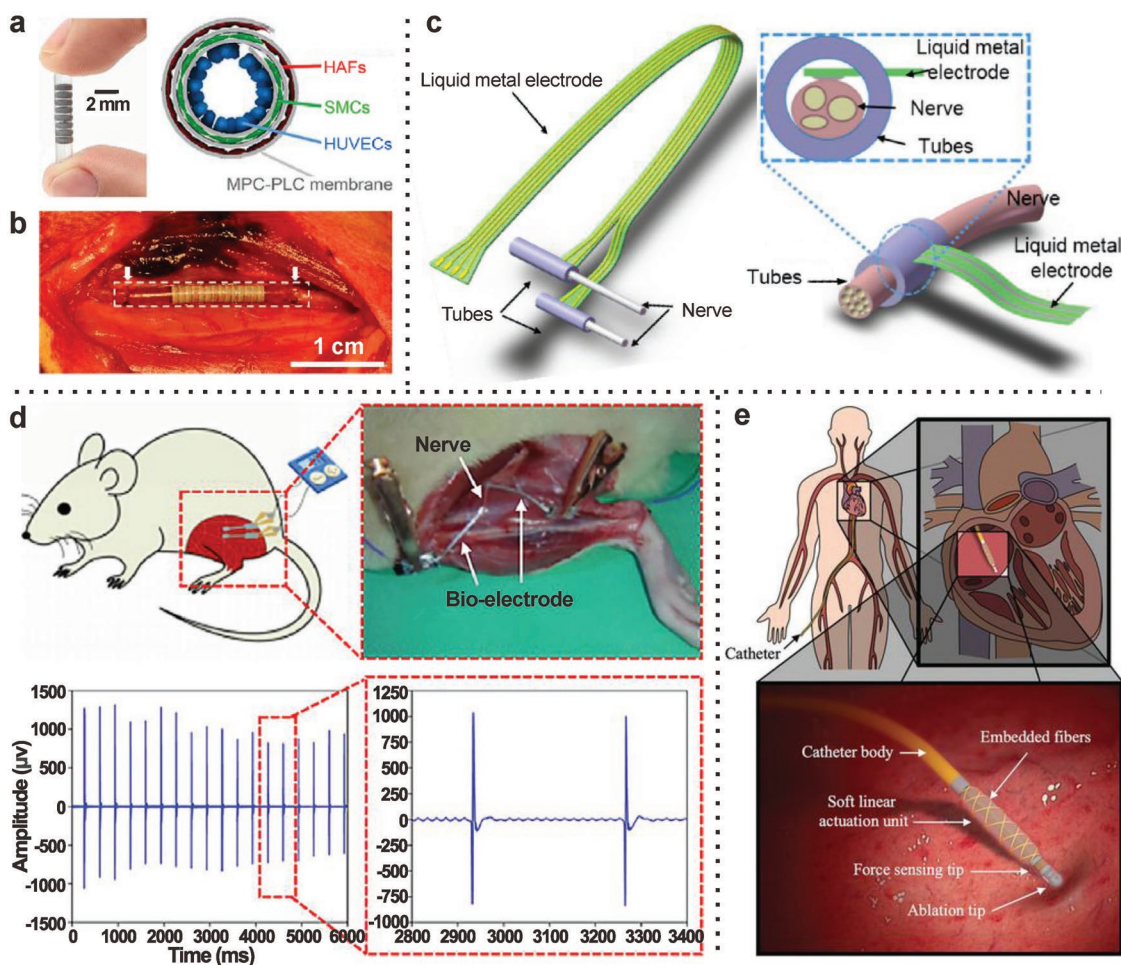 a
2 mm
HAFs
SMCs
HUVECs
MPC-PLC membrane
b
1 cm
c
Liquid metal electrode
Tubes
Nerve
Liquid metal
electrode
Nerve
Tubes
Nerve
Tubes
Liquid metal
electrode
d
Nerve
Bio-electrode
Amplitude (μv)
1500
1000
500
0
-500
-1000
-1500
0 1000 2000 3000 4000 5000 6000
Time (ms)
1250
1000
750
500
250
0
-250
-500
-750
-1000
2800 2900 3000 3100 3200 3300 3400
e
Catheter
Catheter body
Embedded fibers
Soft linear
actuation unit
Force sensing tip
Ablation tip